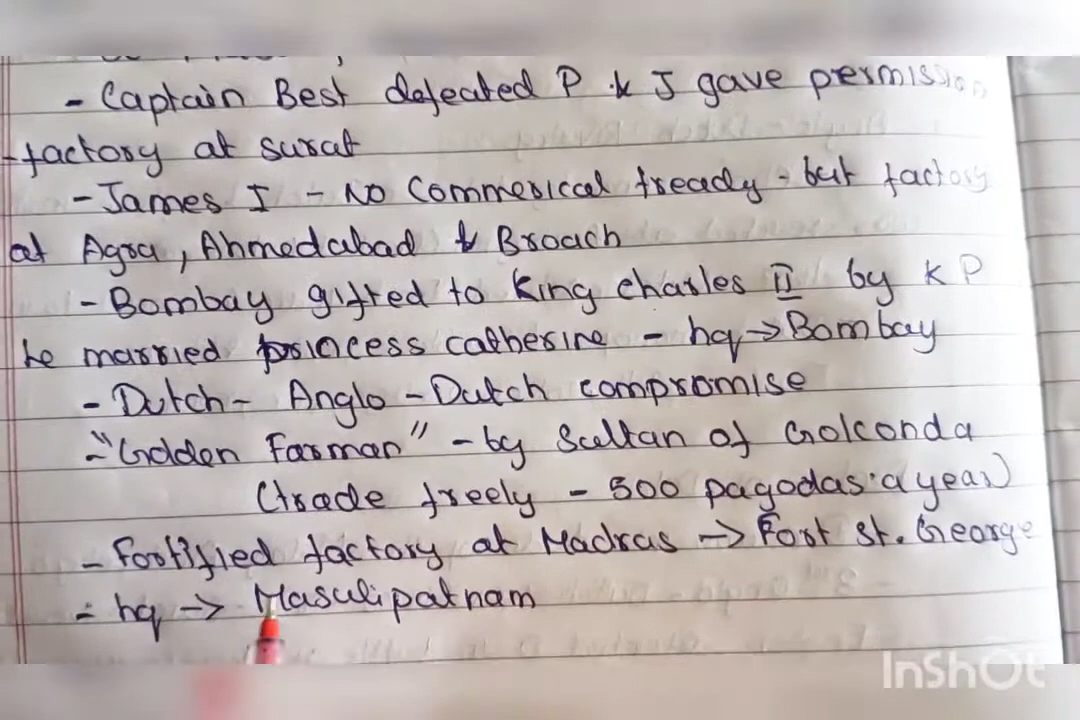 - Captain Best defeated P & J gave permission
-factory at surat
- James I - No Commerical tready - but factory
at Agra, Ahmedabad & Broach
- Bombay gifted to King charles II by K P
he married princess catherine - hq → Bombay
- Dutch - Anglo - Dutch compromise
- "Golden Farman" - by Sultan of Golconda
(trade freely - 500 pagodas a year)
- Fortified factory at Madras → Fort St. George
- hq → Masulipatnam
InShOt